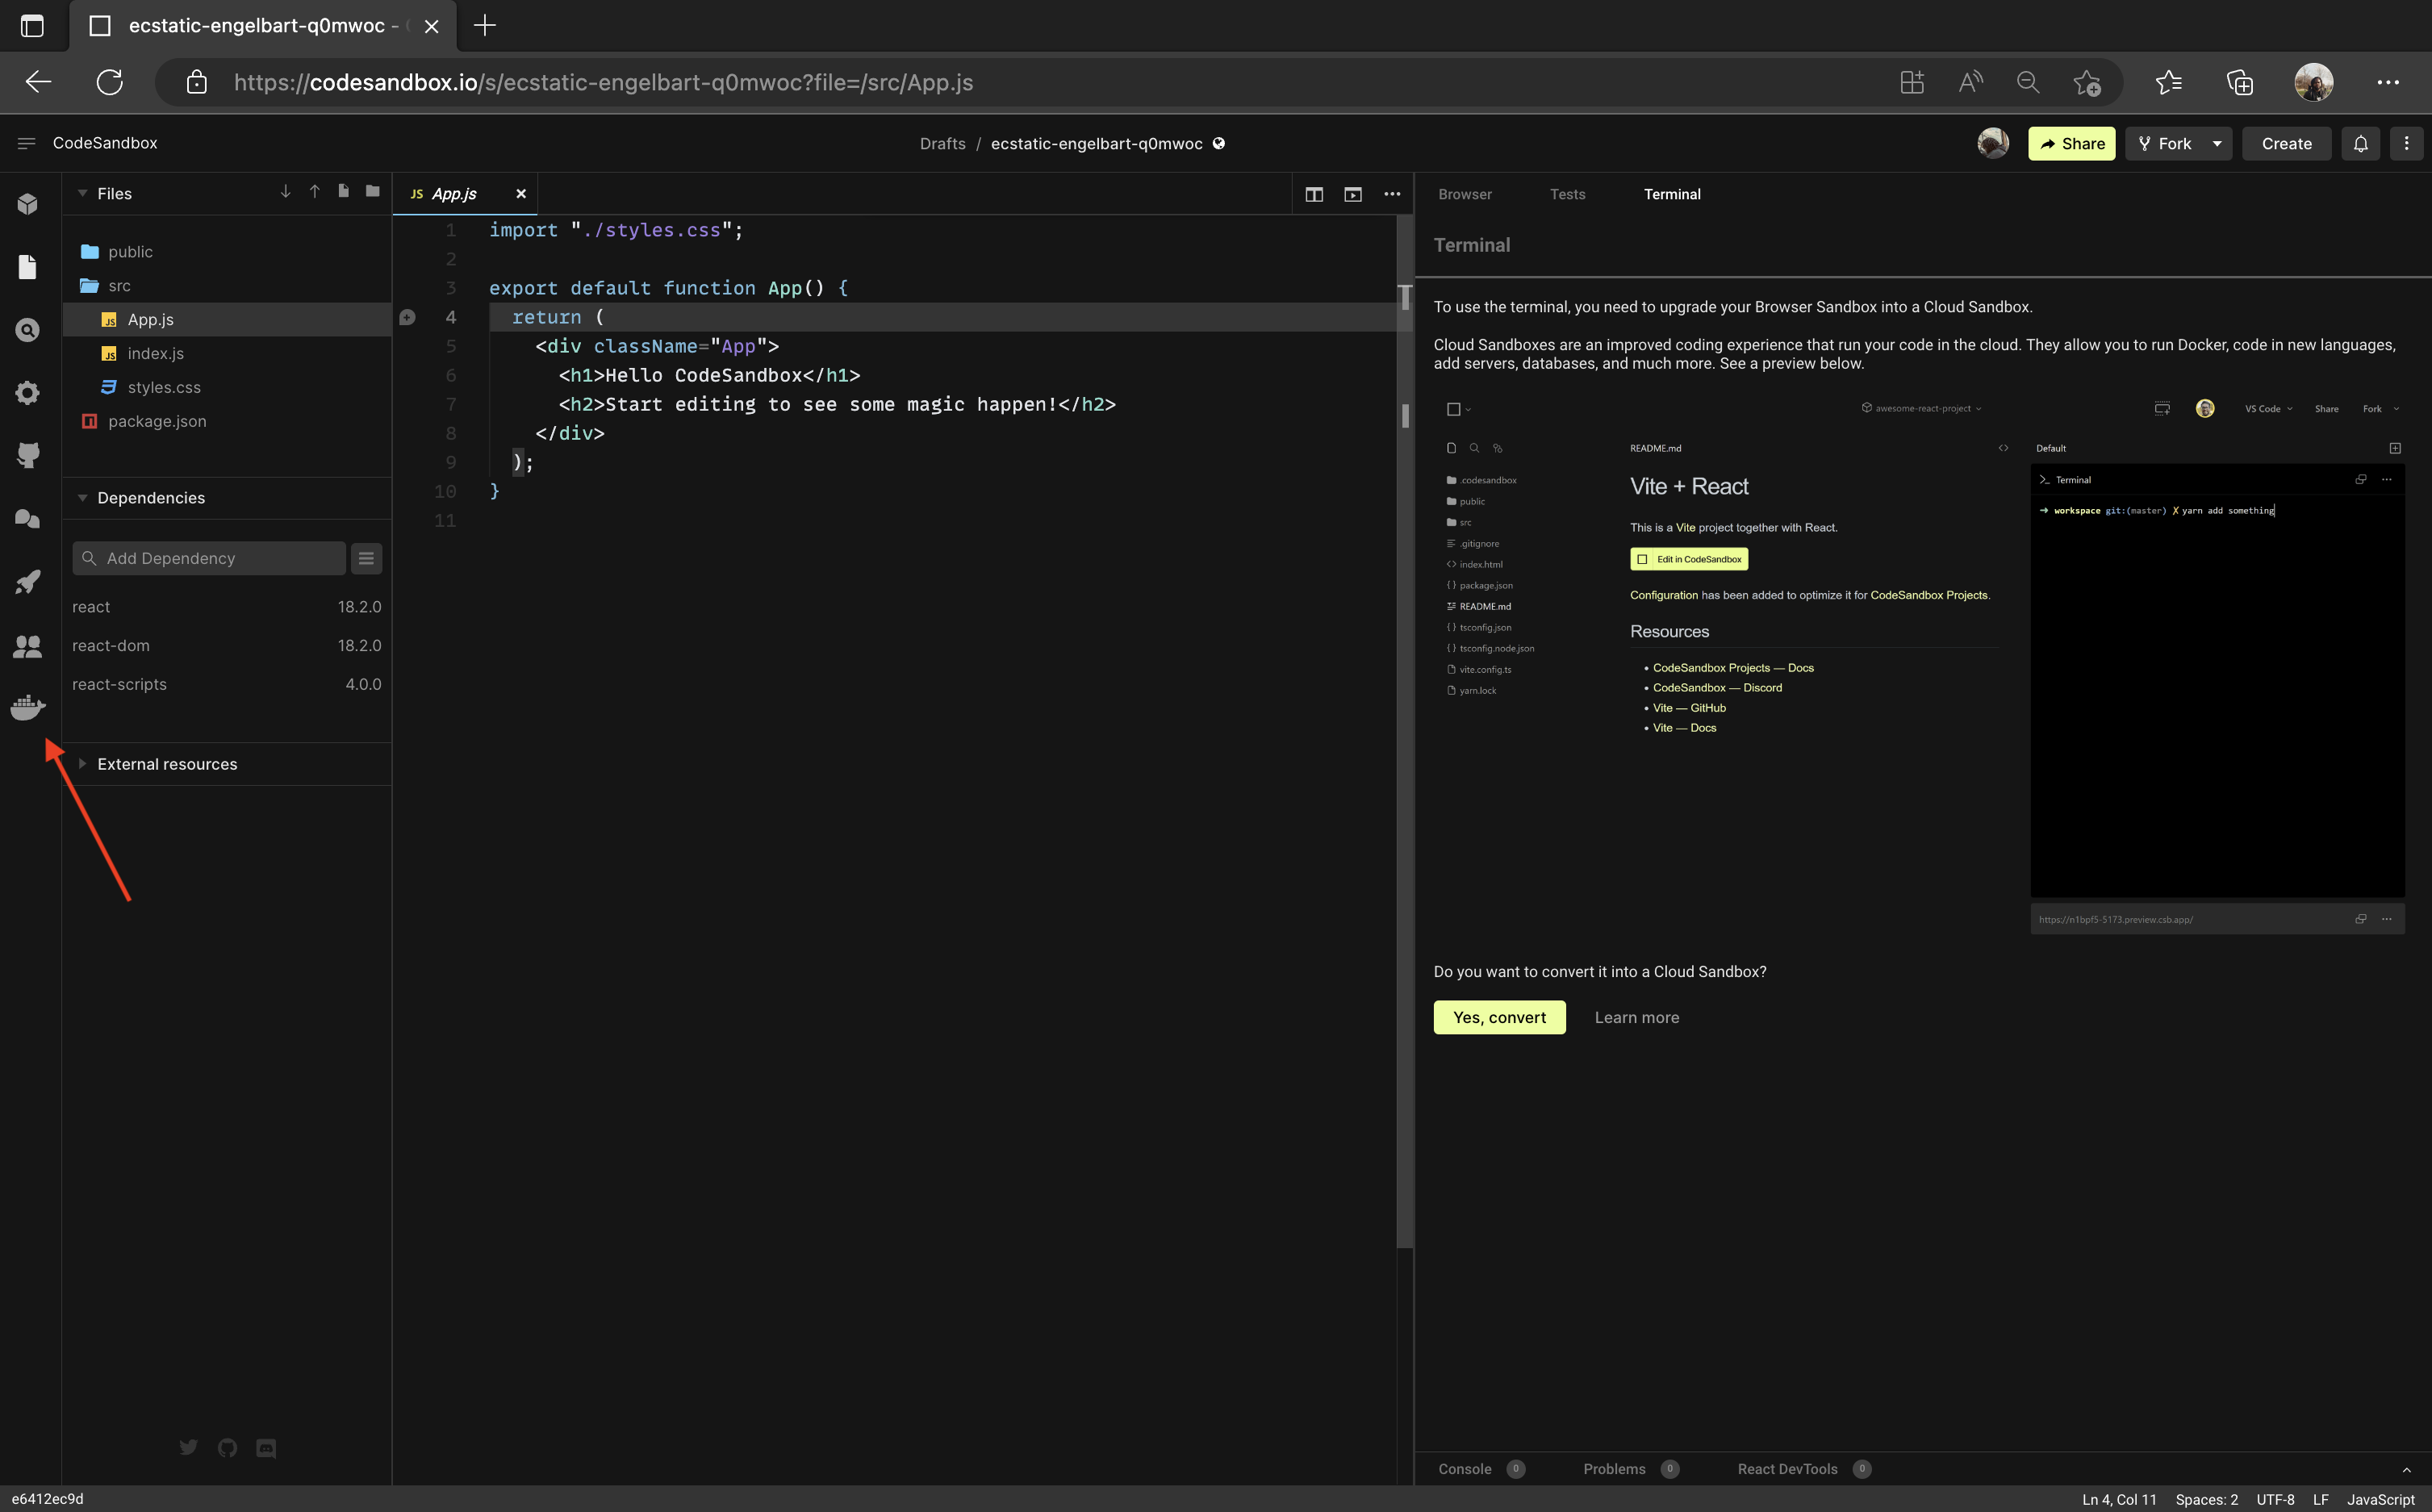 ecstatic-engelbart-q0mwoc -
https://codesandbox.io/s/ecstatic-engelbart-q0mwoc?file=/src/App.js
CodeSandbox
Drafts / ecstatic-engelbart-q0mwoc
Share
Fork
Create
Files
public
src
JS App.js
JS index.js
styles.css
package.json
Dependencies
Add Dependency
react 18.2.0
react-dom 18.2.0
react-scripts 4.0.0
External resources
JS App.js
1 import "./styles.css";
2
3 export default function App() {
4 return (
5 <div className="App">
6 <h1>Hello CodeSandbox</h1>
7 <h2>Start editing to see some magic happen!</h2>
8 </div>
9 );
10 }
11
Browser Tests Terminal
Terminal
To use the terminal, you need to upgrade your Browser Sandbox into a Cloud Sandbox.
Cloud Sandboxes are an improved coding experience that run your code in the cloud. They allow you to run Docker, code in new languages,
add servers, databases, and much more. See a preview below.
awesome-react-project
VS Code
Share
Fork
.codesandbox
public
src
.gitignore
index.html
package.json
README.md
tsconfig.json
tsconfig.node.json
vite.config.ts
yarn.lock
README.md
Vite + React
This is a Vite project together with React.
Edit in CodeSandbox
Configuration has been added to optimize it for CodeSandbox Projects.
Resources
• CodeSandbox Projects — Docs
• CodeSandbox — Discord
• Vite — GitHub
• Vite — Docs
Default
Terminal
➜ workspace git:(master) ✗ yarn add something
https://n1bpf5-5173.preview.csb.app/
Do you want to convert it into a Cloud Sandbox?
Yes, convert
Learn more
Console 0
Problems 0
React DevTools 0
e6412ec9d
Ln 4, Col 11 Spaces: 2 UTF-8 LF JavaScript